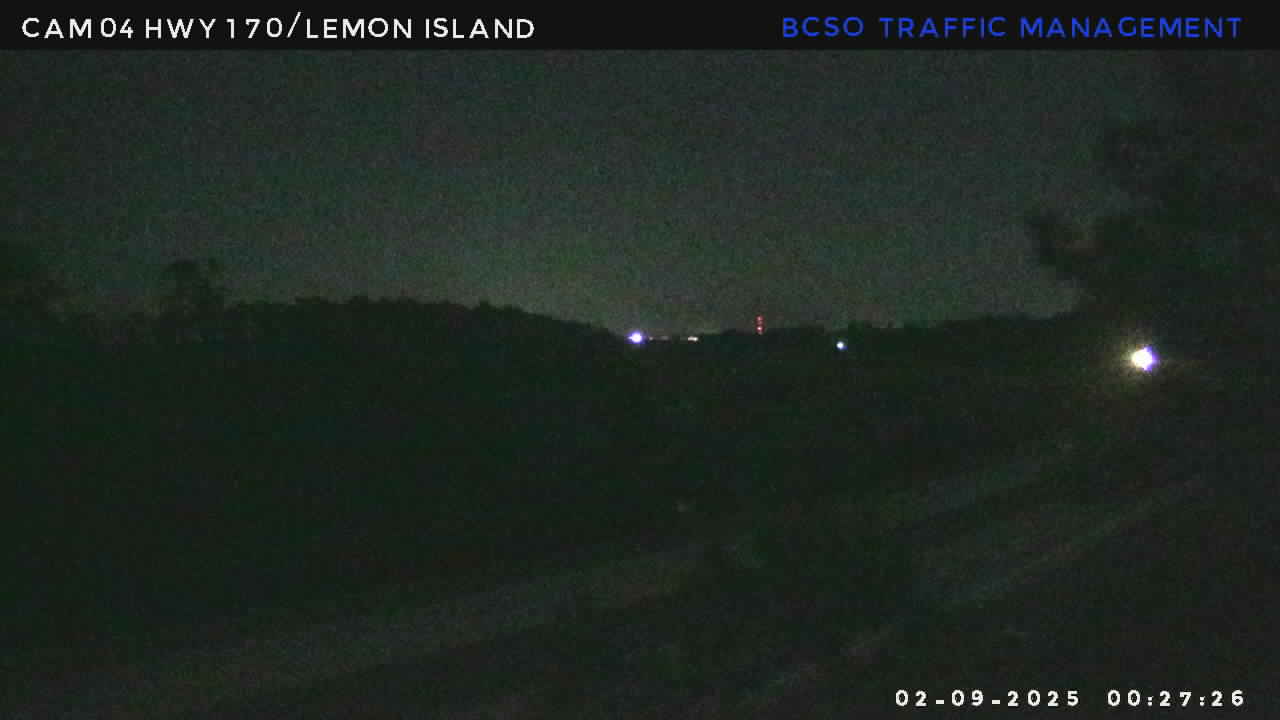 CAM04 HWY 170/LEMON ISLAND
BCSO TRAFFIC MANAGEMENT
02-09-2025 00:27:26